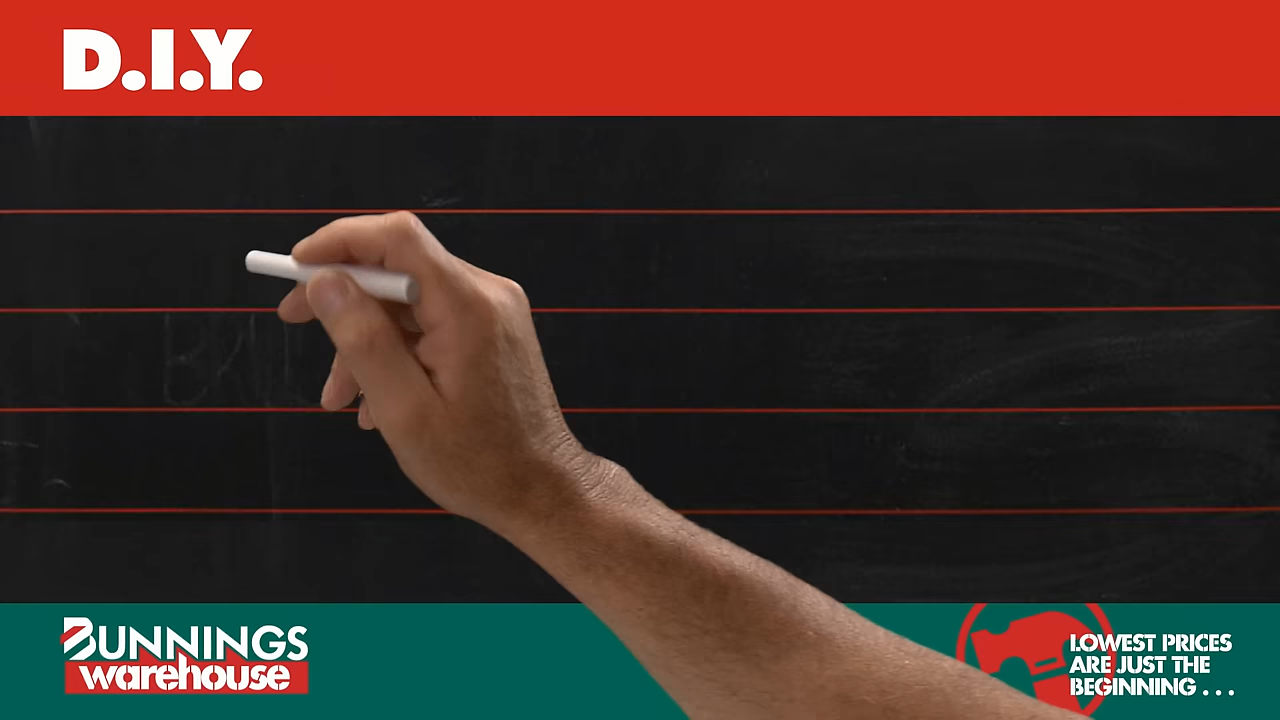 D.I.Y.
BUNNINGS
warehouse
LOWEST PRICES
ARE JUST THE
BEGINNING...